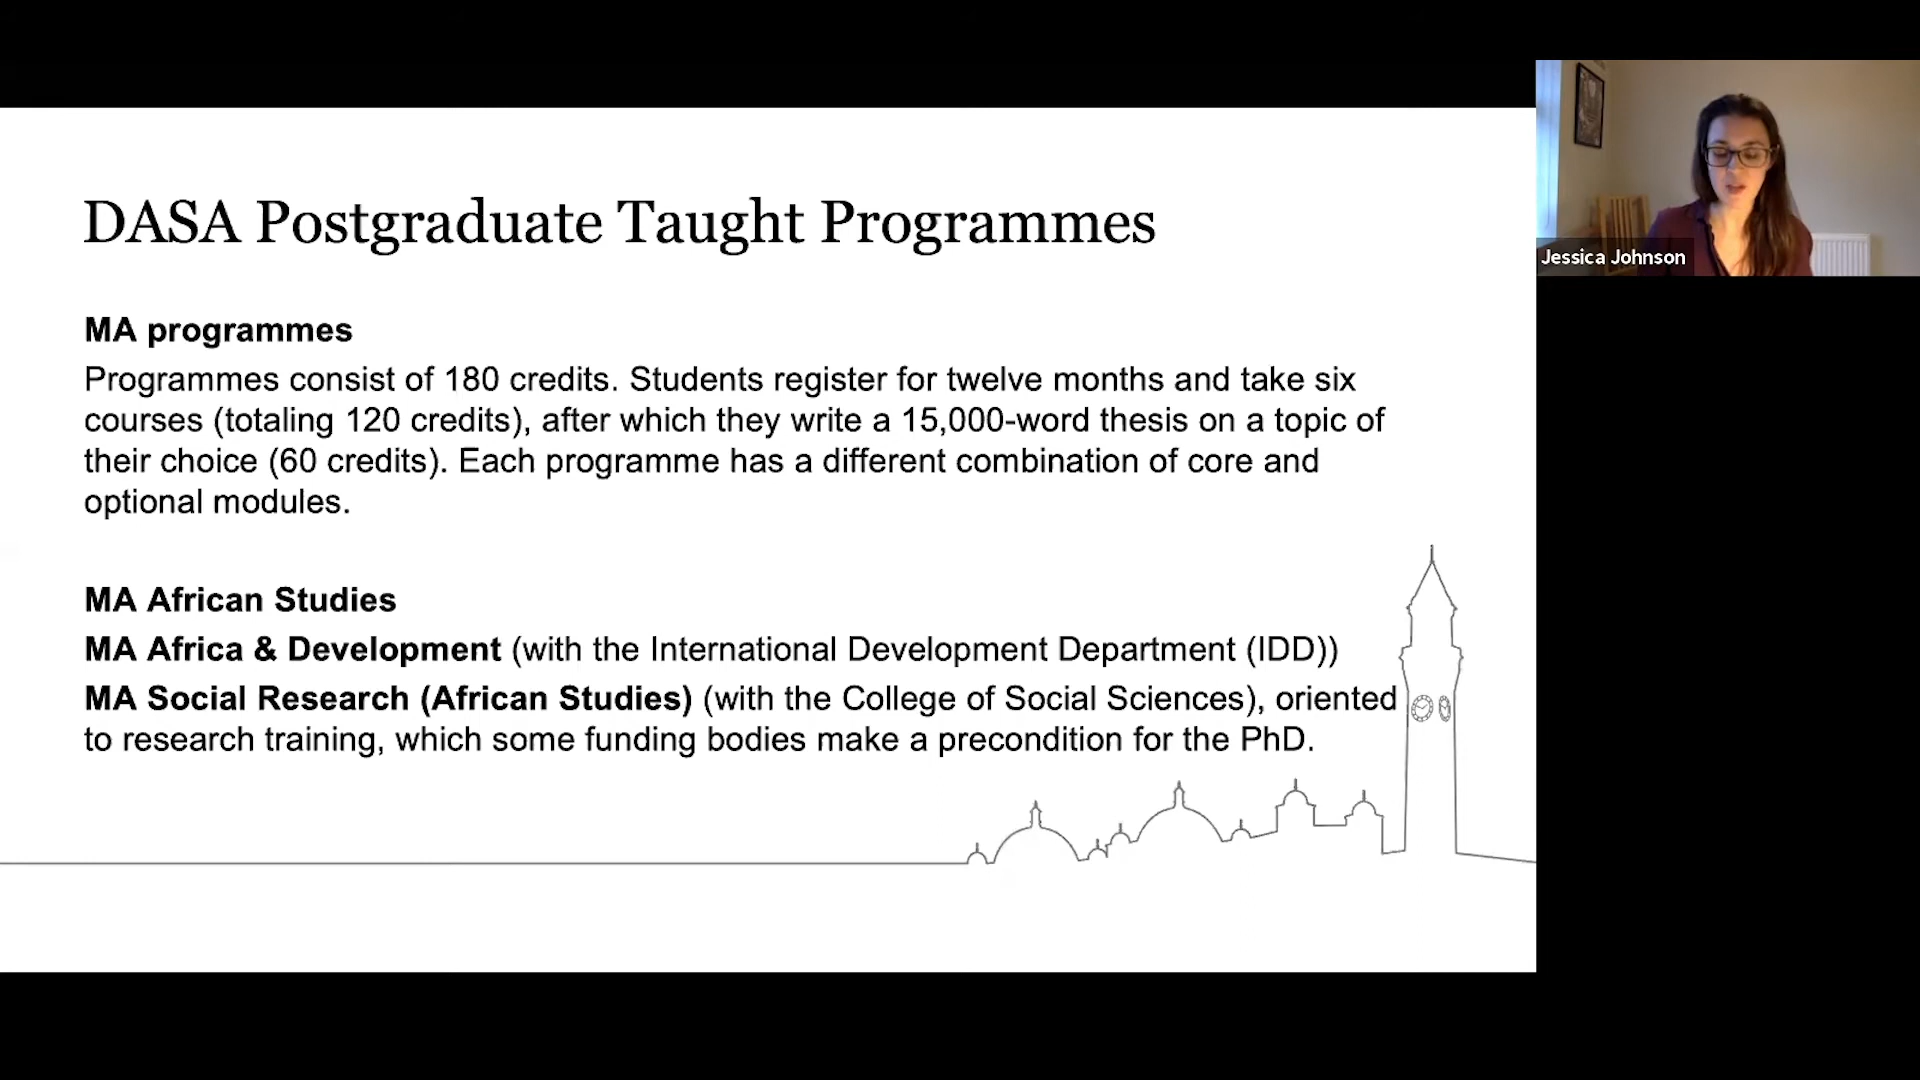 DASA Postgraduate Taught Programmes
MA programmes
Programmes consist of 180 credits. Students register for twelve months and take six
courses (totaling 120 credits), after which they write a 15,000-word thesis on a topic of
their choice (60 credits). Each programme has a different combination of core and
optional modules.
MA African Studies
MA Africa & Development (with the International Development Department (IDD))
MA Social Research (African Studies) (with the College of Social Sciences), oriented
to research training, which some funding bodies make a precondition for the PhD.
Jessica Johnson